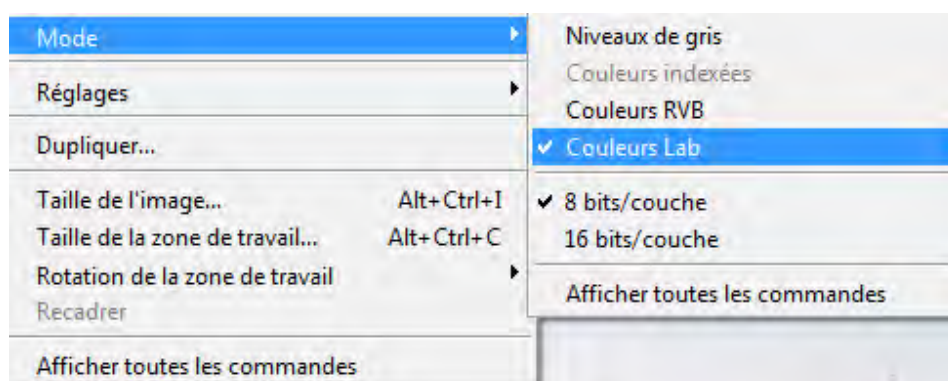 Mode
Réglages
Dupliquer...
Taille de l'image... Alt+Ctrl+I
Taille de la zone de travail... Alt+Ctrl+C
Rotation de la zone de travail
Recadrer
Afficher toutes les commandes
Niveaux de gris
Couleurs indexées
Couleurs RVB
Couleurs Lab
8 bits/couche
16 bits/couche
Afficher toutes les commandes